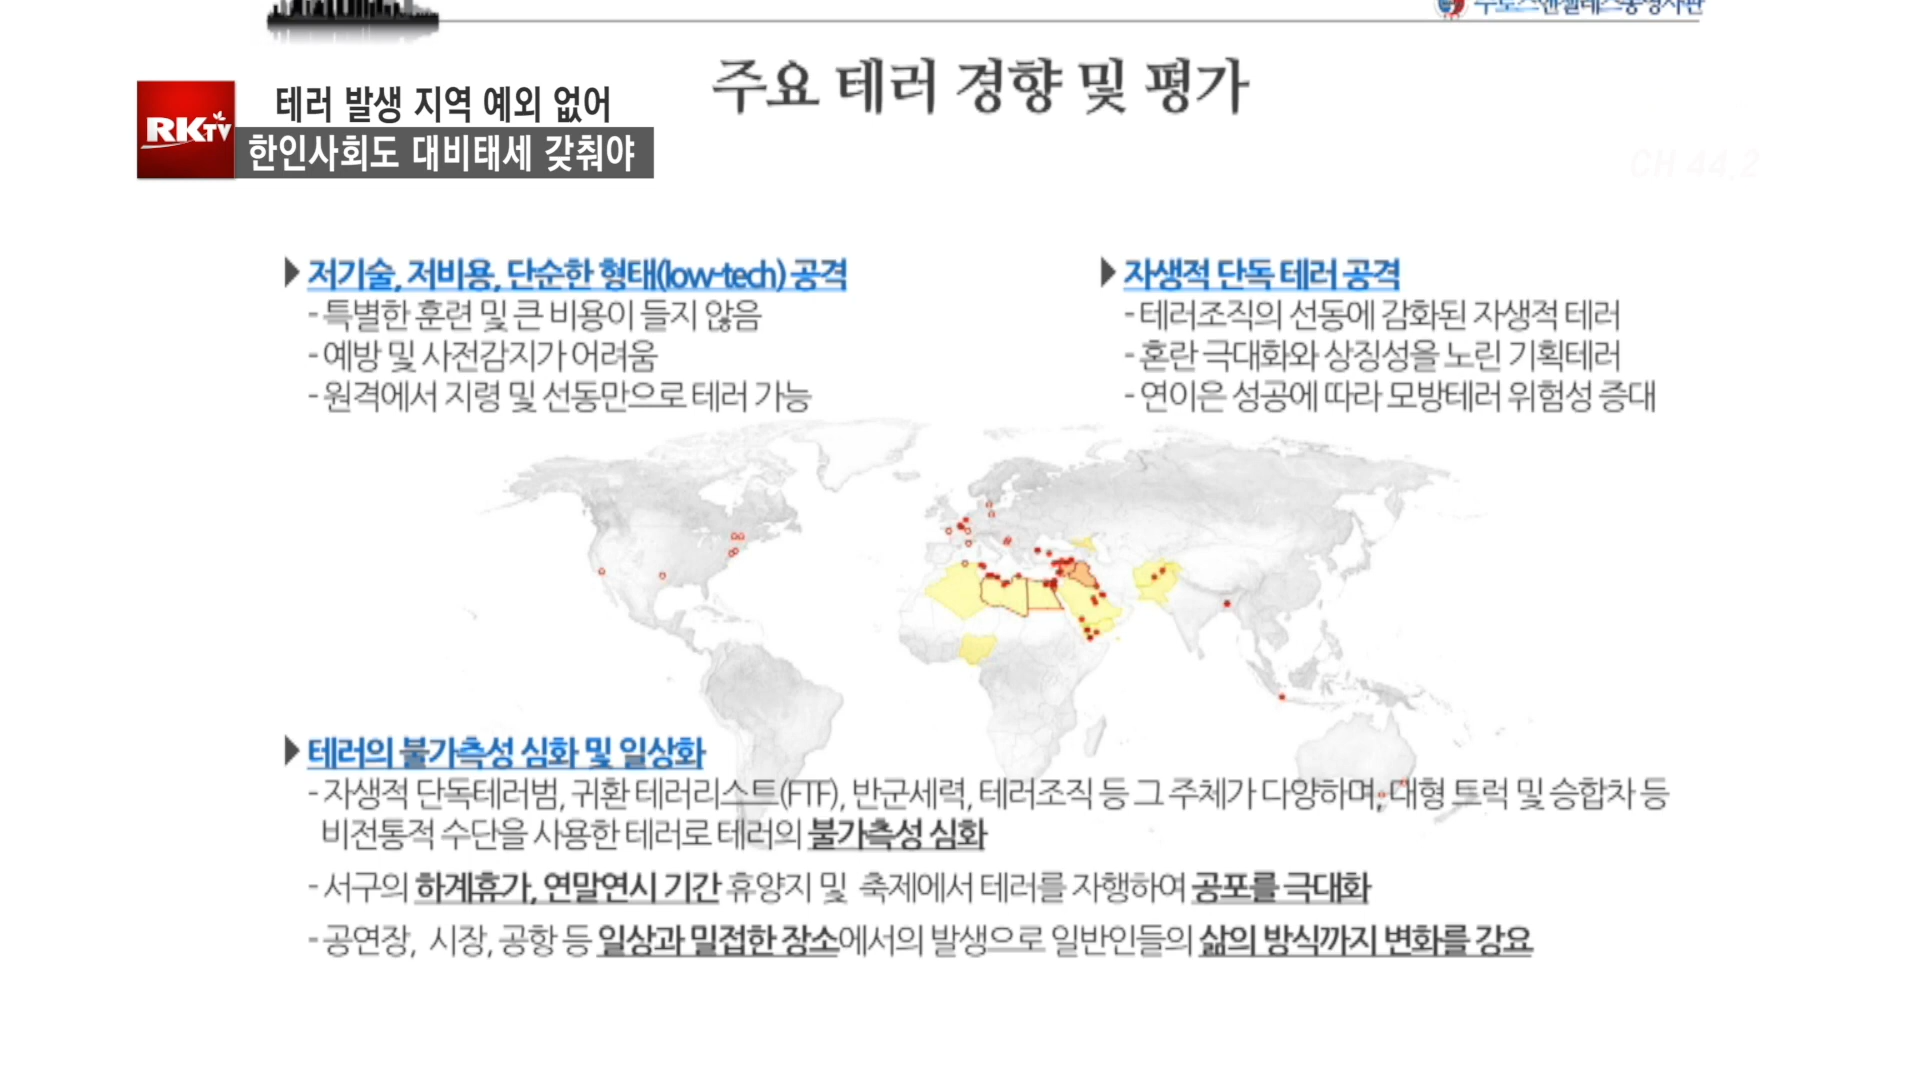 주로스앤젤레스총영사관
주요 테러 경향 및 평가
RKTV
테러 발생 지역 예외 없어
한인사회도 대비태세 갖춰야
CH 44.2
저기술, 저비용, 단순한 형태(low-tech) 공격
- 특별한 훈련 및 큰 비용이 들지 않음
- 예방 및 사전감지가 어려움
- 원격에서 지령 및 선동만으로 테러 가능
자생적 단독 테러 공격
- 테러조직의 선동에 감화된 자생적 테러
- 혼란 극대화와 상징성을 노린 기획테러
- 연이은 성공에 따라 모방테러 위험성 증대
테러의 불가측성 심화 및 일상화
- 자생적 단독테러범, 귀환 테러리스트(FTF), 반군세력, 테러조직 등 그 주체가 다양하며, 대형 트럭 및 승합차 등
비전통적 수단을 사용한 테러로 테러의 불가측성 심화
- 서구의 하계휴가, 연말연시 기간 휴양지 및 축제에서 테러를 자행하여 공포를 극대화
- 공연장, 시장, 공항 등 일상과 밀접한 장소에서의 발생으로 일반인들의 삶의 방식까지 변화를 강요